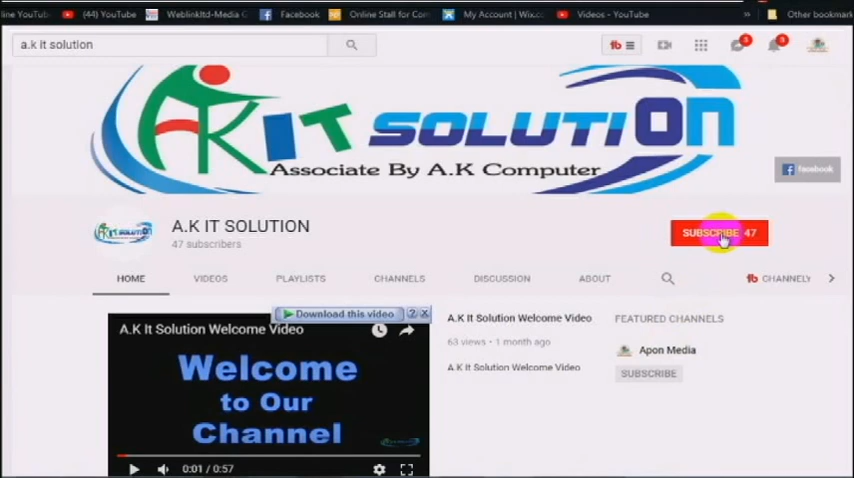 (44) YouTube
Weblinkltd-Media G
Facebook
Online Stall for Com
My Account | Wix.co
Videos - YouTube
»
Other bookmark
a.k it solution
3
3
AK IT SOLUTION
Associate By A.K Computer
facebook
A.K IT SOLUTION
47 subscribers
SUBSCRIBE 47
HOME
VIDEOS
PLAYLISTS
CHANNELS
DISCUSSION
ABOUT
CHANNELY
Download this video
? X
A.K It Solution Welcome Video
Welcome
to Our
Channel
0:01 / 0:57
A.K It Solution Welcome Video
63 views • 1 month ago
A.K It Solution Welcome Video
FEATURED CHANNELS
Apon Media
SUBSCRIBE